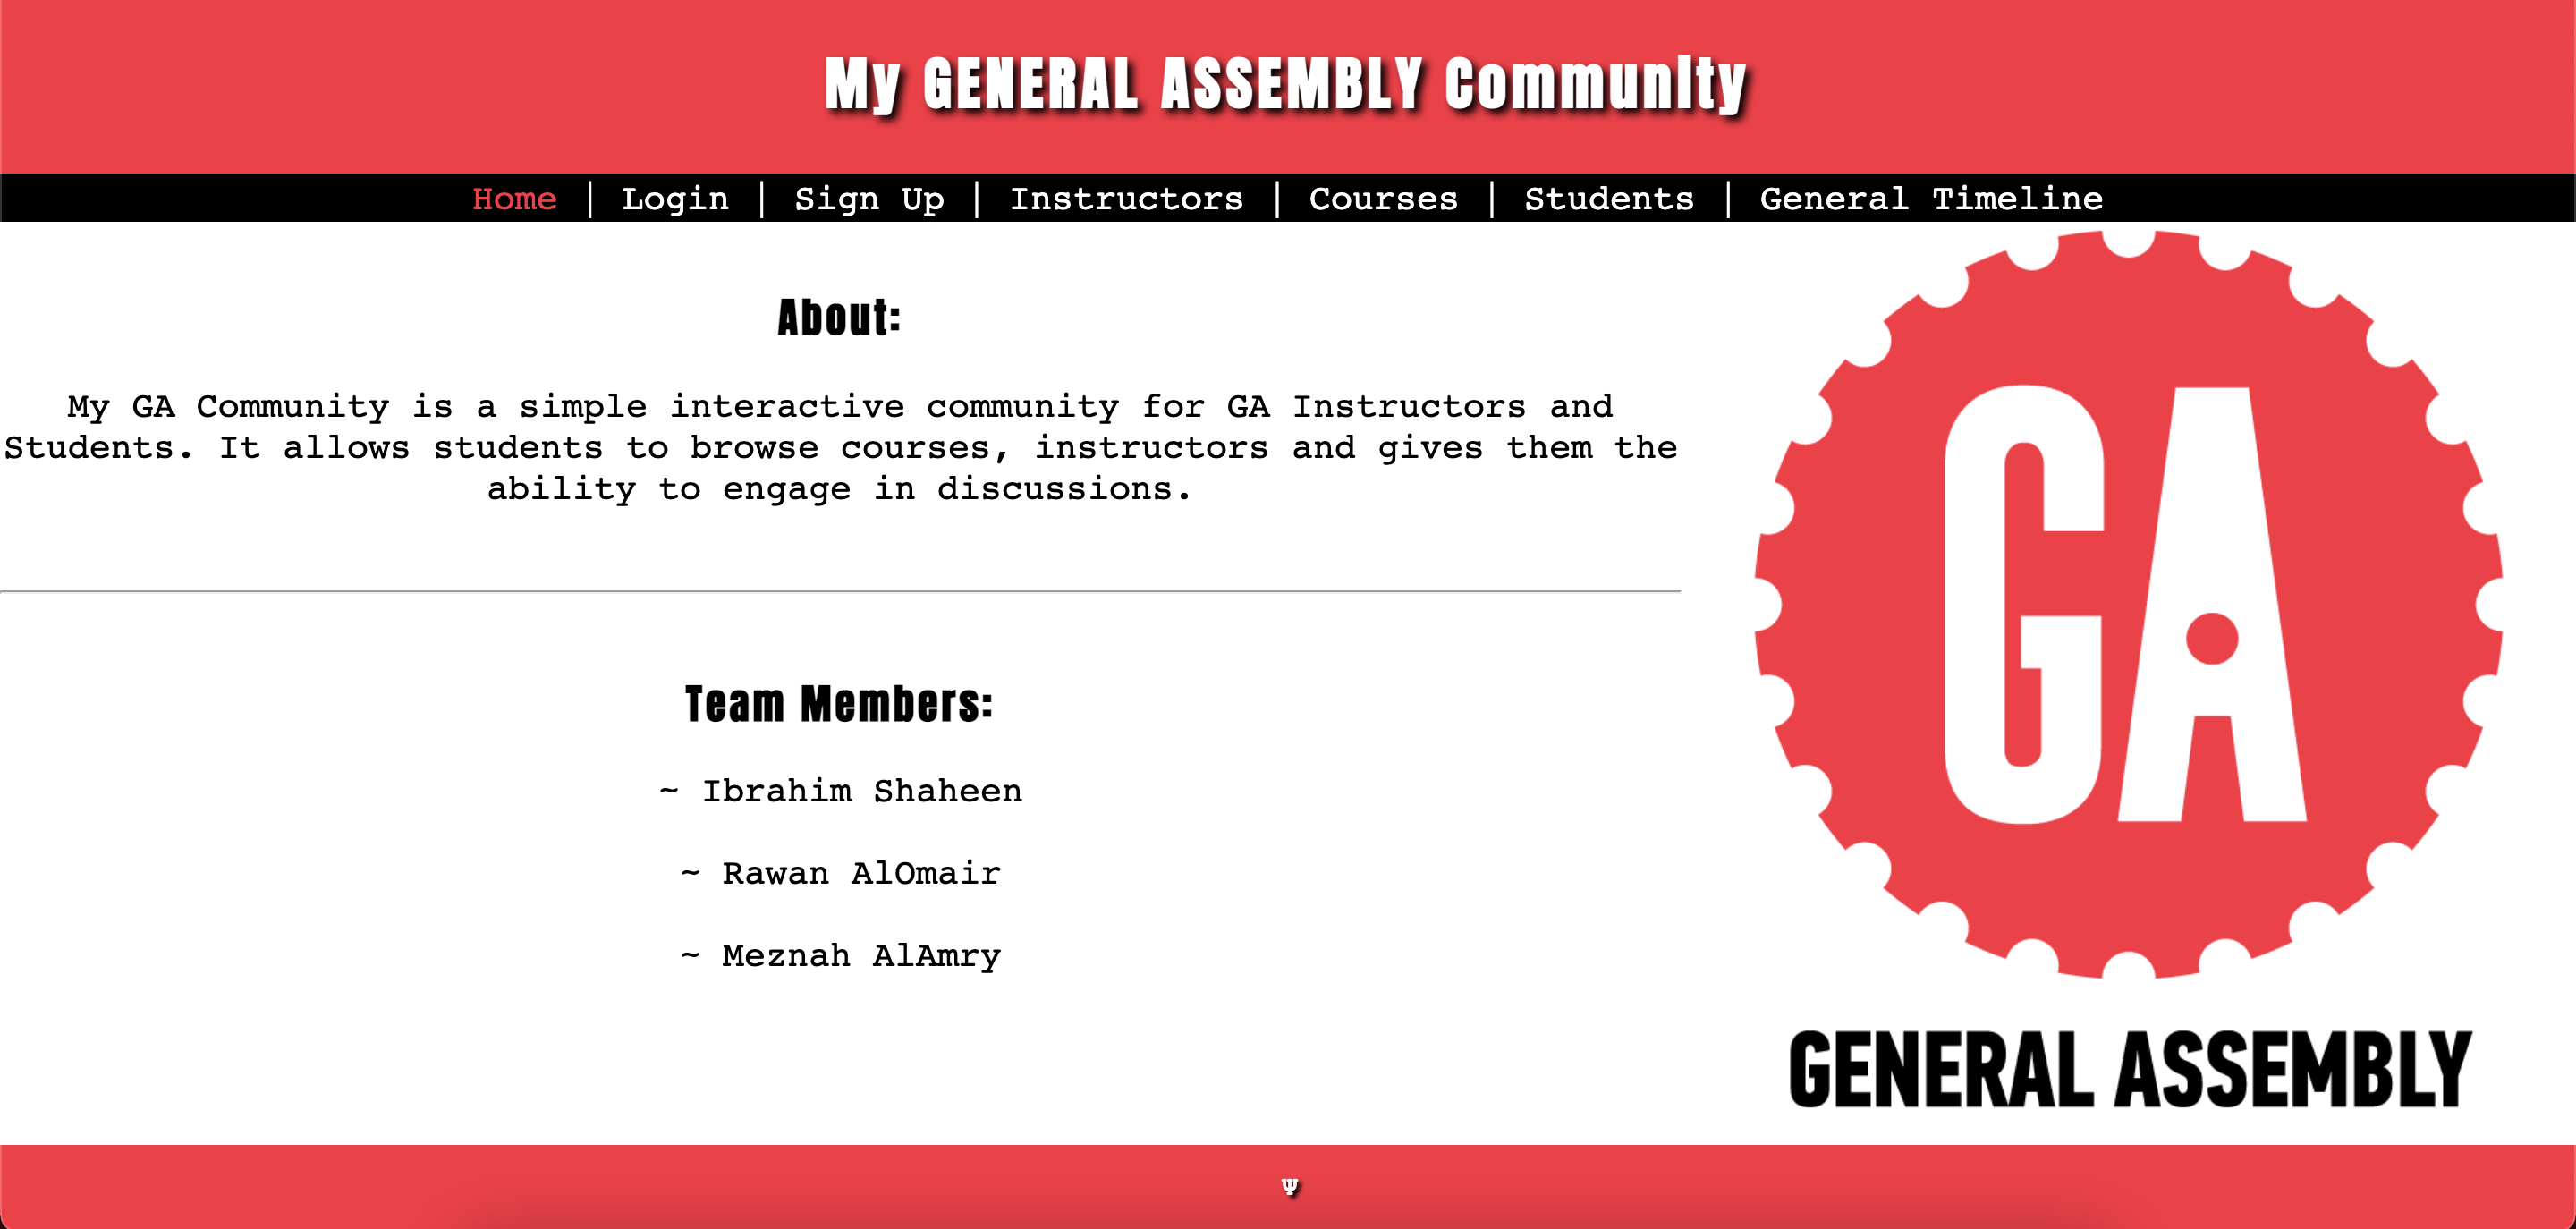 My GENERAL ASSEMBLY Community
Home | Login | Sign Up | Instructors | Courses | Students | General Timeline
About:
My GA Community is a simple interactive community for GA Instructors and
Students. It allows students to browse courses, instructors and gives them the
ability to engage in discussions.
Team Members:
~ Ibrahim Shaheen
~ Rawan AlOmair
~ Meznah AlAmry
GA
GENERAL ASSEMBLY
Ψ